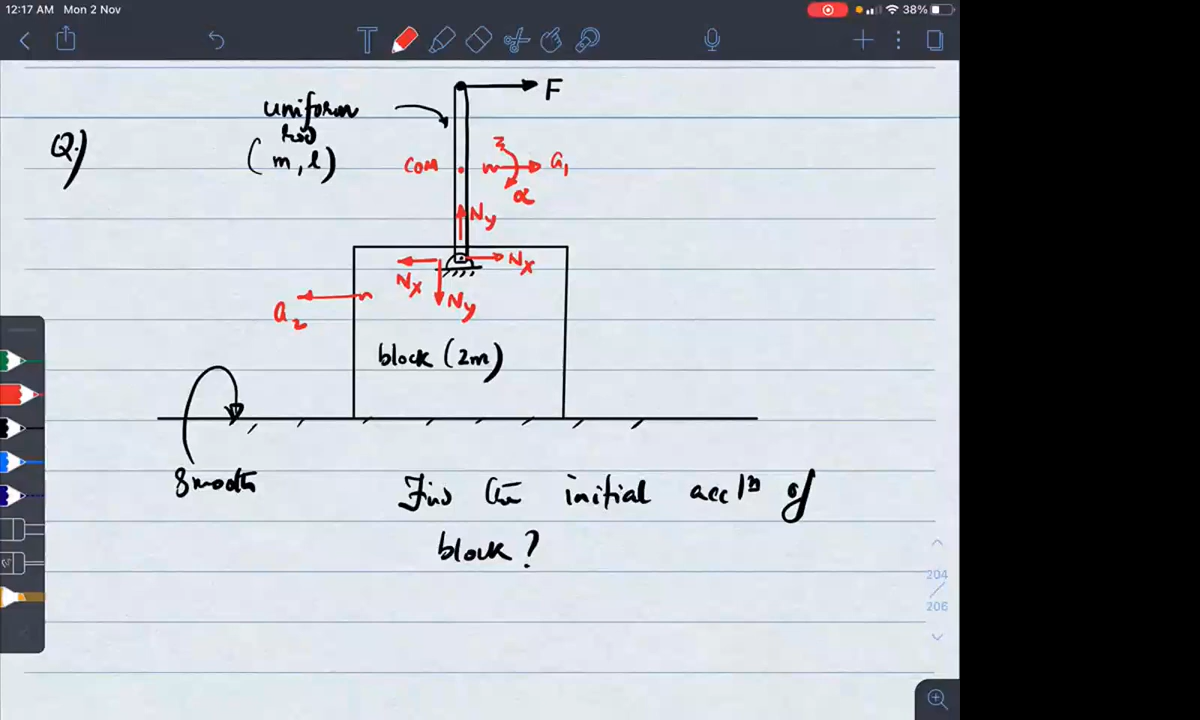 12:17 AM Mon 2 Nov
38%
T
Q.)
uniform
rod
(m, l)
F
COM
a₁
α
Ny
Nx
Nx
Ny
a₂
block (2m)
smooth
Find the initial accⁿ of
block?
204
206